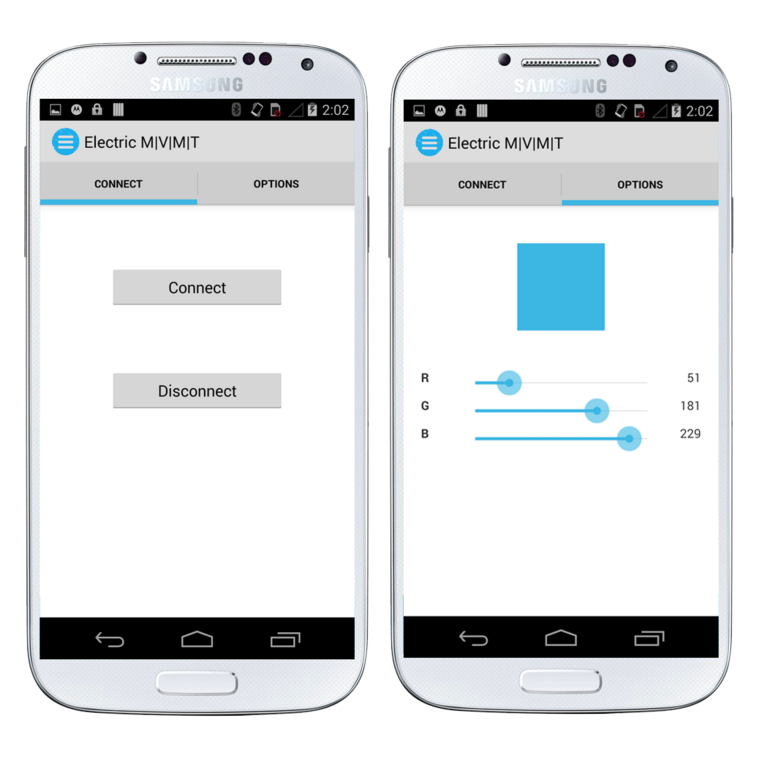 SAMSUNG
2:02
Electric M|V|M|T
CONNECT OPTIONS
Connect
Disconnect
SAMSUNG
2:02
Electric M|V|M|T
CONNECT OPTIONS
R 51
G 181
B 229